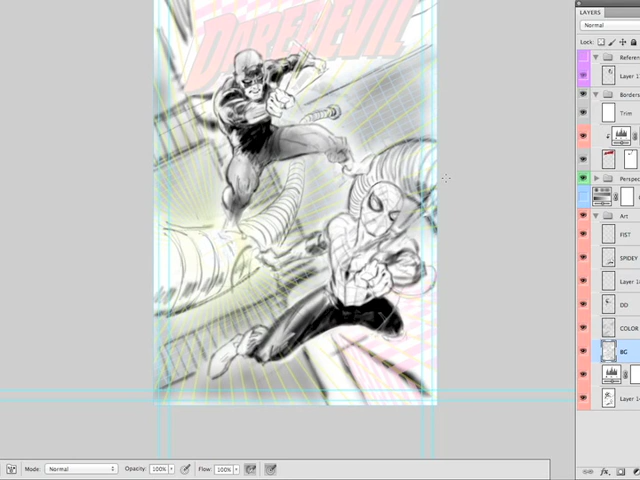 DAREDEVIL
LAYERS
Normal
Lock:
Referen
Layer 1
Borders
Trim
Perspec
Art
FIST
SPIDEY
Layer 1
DD
COLOR
BG
Layer 1
Mode: Normal Opacity: 100% Flow: 100%
fx